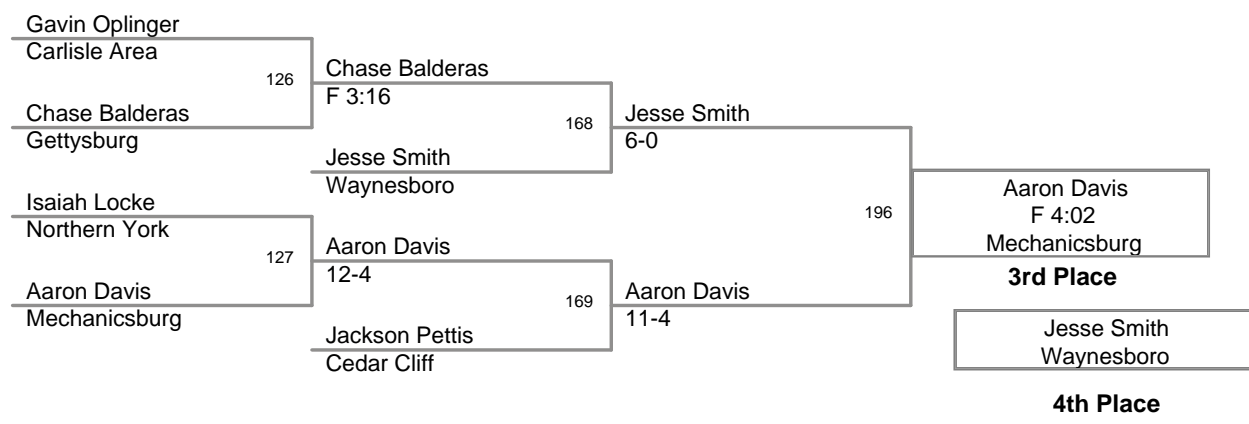 Gavin Oplinger
Carlisle Area
126
Chase Balderas
F 3:16
Chase Balderas
Gettysburg
168
Jesse Smith
6-0
Jesse Smith
Waynesboro
Isaiah Locke
Northern York
127
Aaron Davis
12-4
Aaron Davis
Mechanicsburg
169
Aaron Davis
11-4
Jackson Pettis
Cedar Cliff
196
Aaron Davis
F 4:02
Mechanicsburg
3rd Place
Jesse Smith
Waynesboro
4th Place